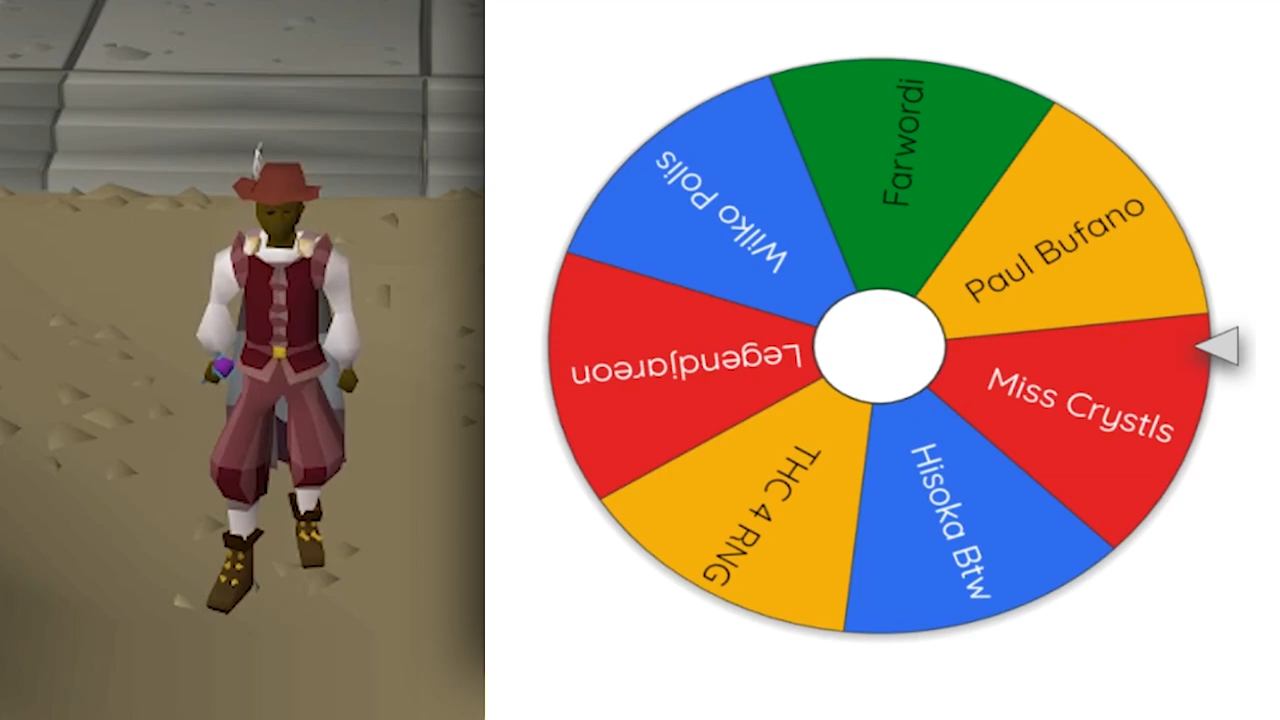 Farwordi
Paul Bufano
Miss Crystls
Hisoka Btw
THC 4 RNG
Legendjareon
Wilko Polis